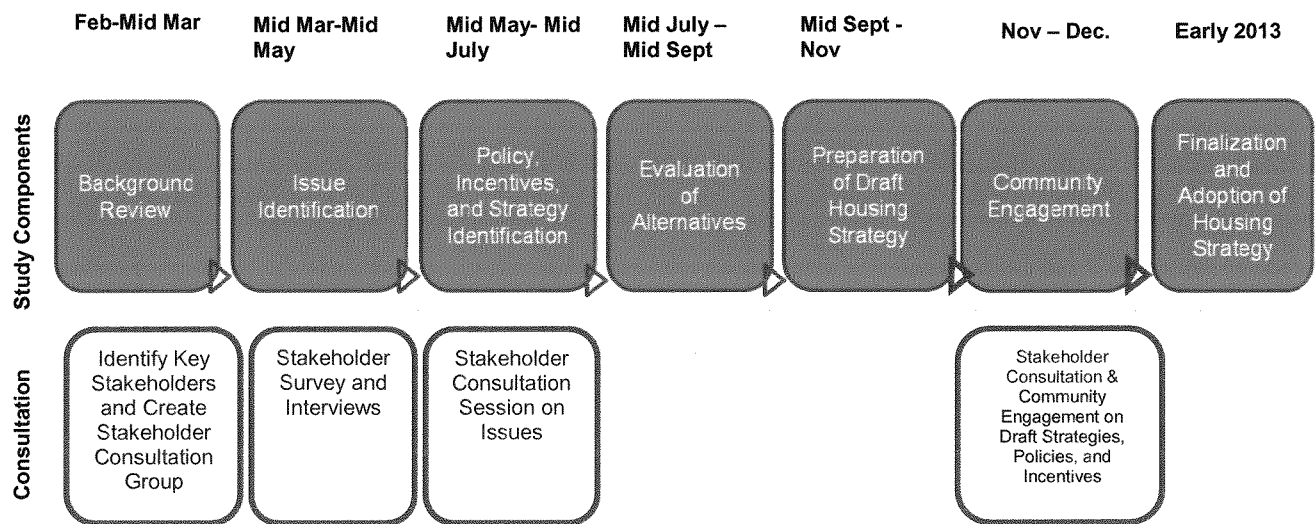 Feb-Mid Mar
Mid Mar-Mid
May
Mid May- Mid
July
Mid July –
Mid Sept
Mid Sept -
Nov
Nov – Dec.
Early 2013
Study Components
Background
Review
Issue
Identification
Policy,
Incentives,
and Strategy
Identification
Evaluation
of
Alternatives
Preparation
of Draft
Housing
Strategy
Community
Engagement
Finalization
and
Adoption of
Housing
Strategy
Consultation
Identify Key
Stakeholders
and Create
Stakeholder
Consultation
Group
Stakeholder
Survey and
Interviews
Stakeholder
Consultation
Session on
Issues
Stakeholder
Consultation &
Community
Engagement on
Draft Strategies,
Policies, and
Incentives